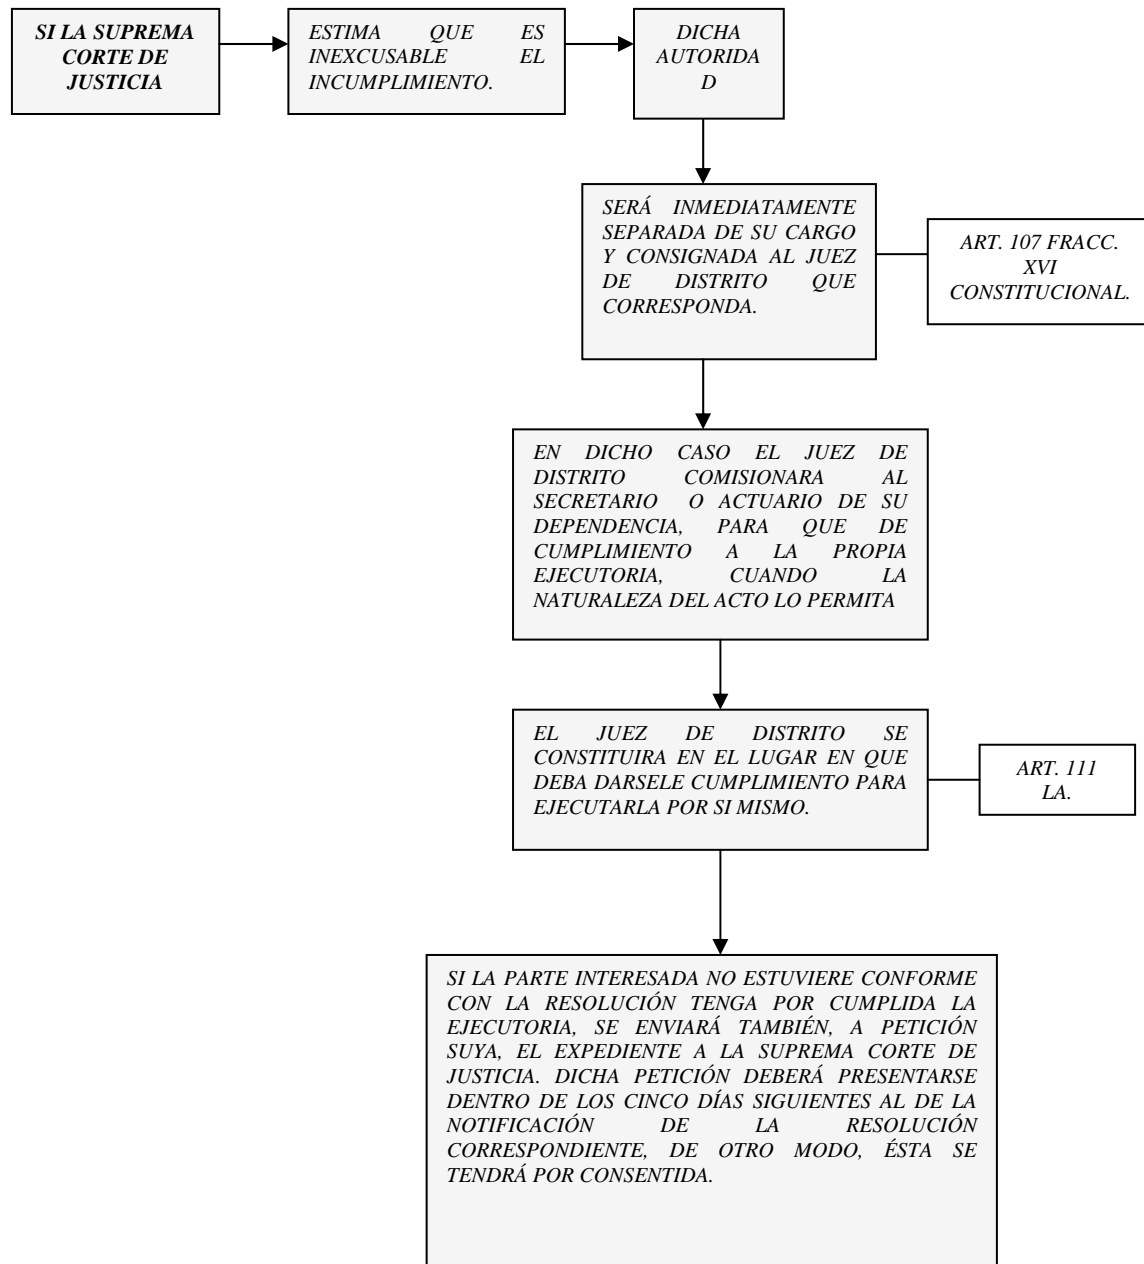 SI LA SUPREMA
CORTE DE
JUSTICIA
ESTIMA QUE ES
INEXCUSABLE EL
INCUMPLIMIENTO.
DICHA
AUTORIDA
D
SERÁ INMEDIATAMENTE
SEPARADA DE SU CARGO
Y CONSIGNADA AL JUEZ
DE DISTRITO QUE
CORRESPONDA.
ART. 107 FRACC.
XVI
CONSTITUCIONAL.
EN DICHO CASO EL JUEZ DE
DISTRITO COMISIONARA AL
SECRETARIO O ACTUARIO DE SU
DEPENDENCIA, PARA QUE DE
CUMPLIMIENTO A LA PROPIA
EJECUTORIA, CUANDO LA
NATURALEZA DEL ACTO LO PERMITA
EL JUEZ DE DISTRITO SE
CONSTITUIRA EN EL LUGAR EN QUE
DEBA DARSELE CUMPLIMIENTO PARA
EJECUTARLA POR SI MISMO.
ART. 111
LA.
SI LA PARTE INTERESADA NO ESTUVIERE CONFORME
CON LA RESOLUCIÓN TENGA POR CUMPLIDA LA
EJECUTORIA, SE ENVIARÁ TAMBIÉN, A PETICIÓN
SUYA, EL EXPEDIENTE A LA SUPREMA CORTE DE
JUSTICIA. DICHA PETICIÓN DEBERÁ PRESENTARSE
DENTRO DE LOS CINCO DÍAS SIGUIENTES AL DE LA
NOTIFICACIÓN DE LA RESOLUCIÓN
CORRESPONDIENTE, DE OTRO MODO, ÉSTA SE
TENDRÁ POR CONSENTIDA.